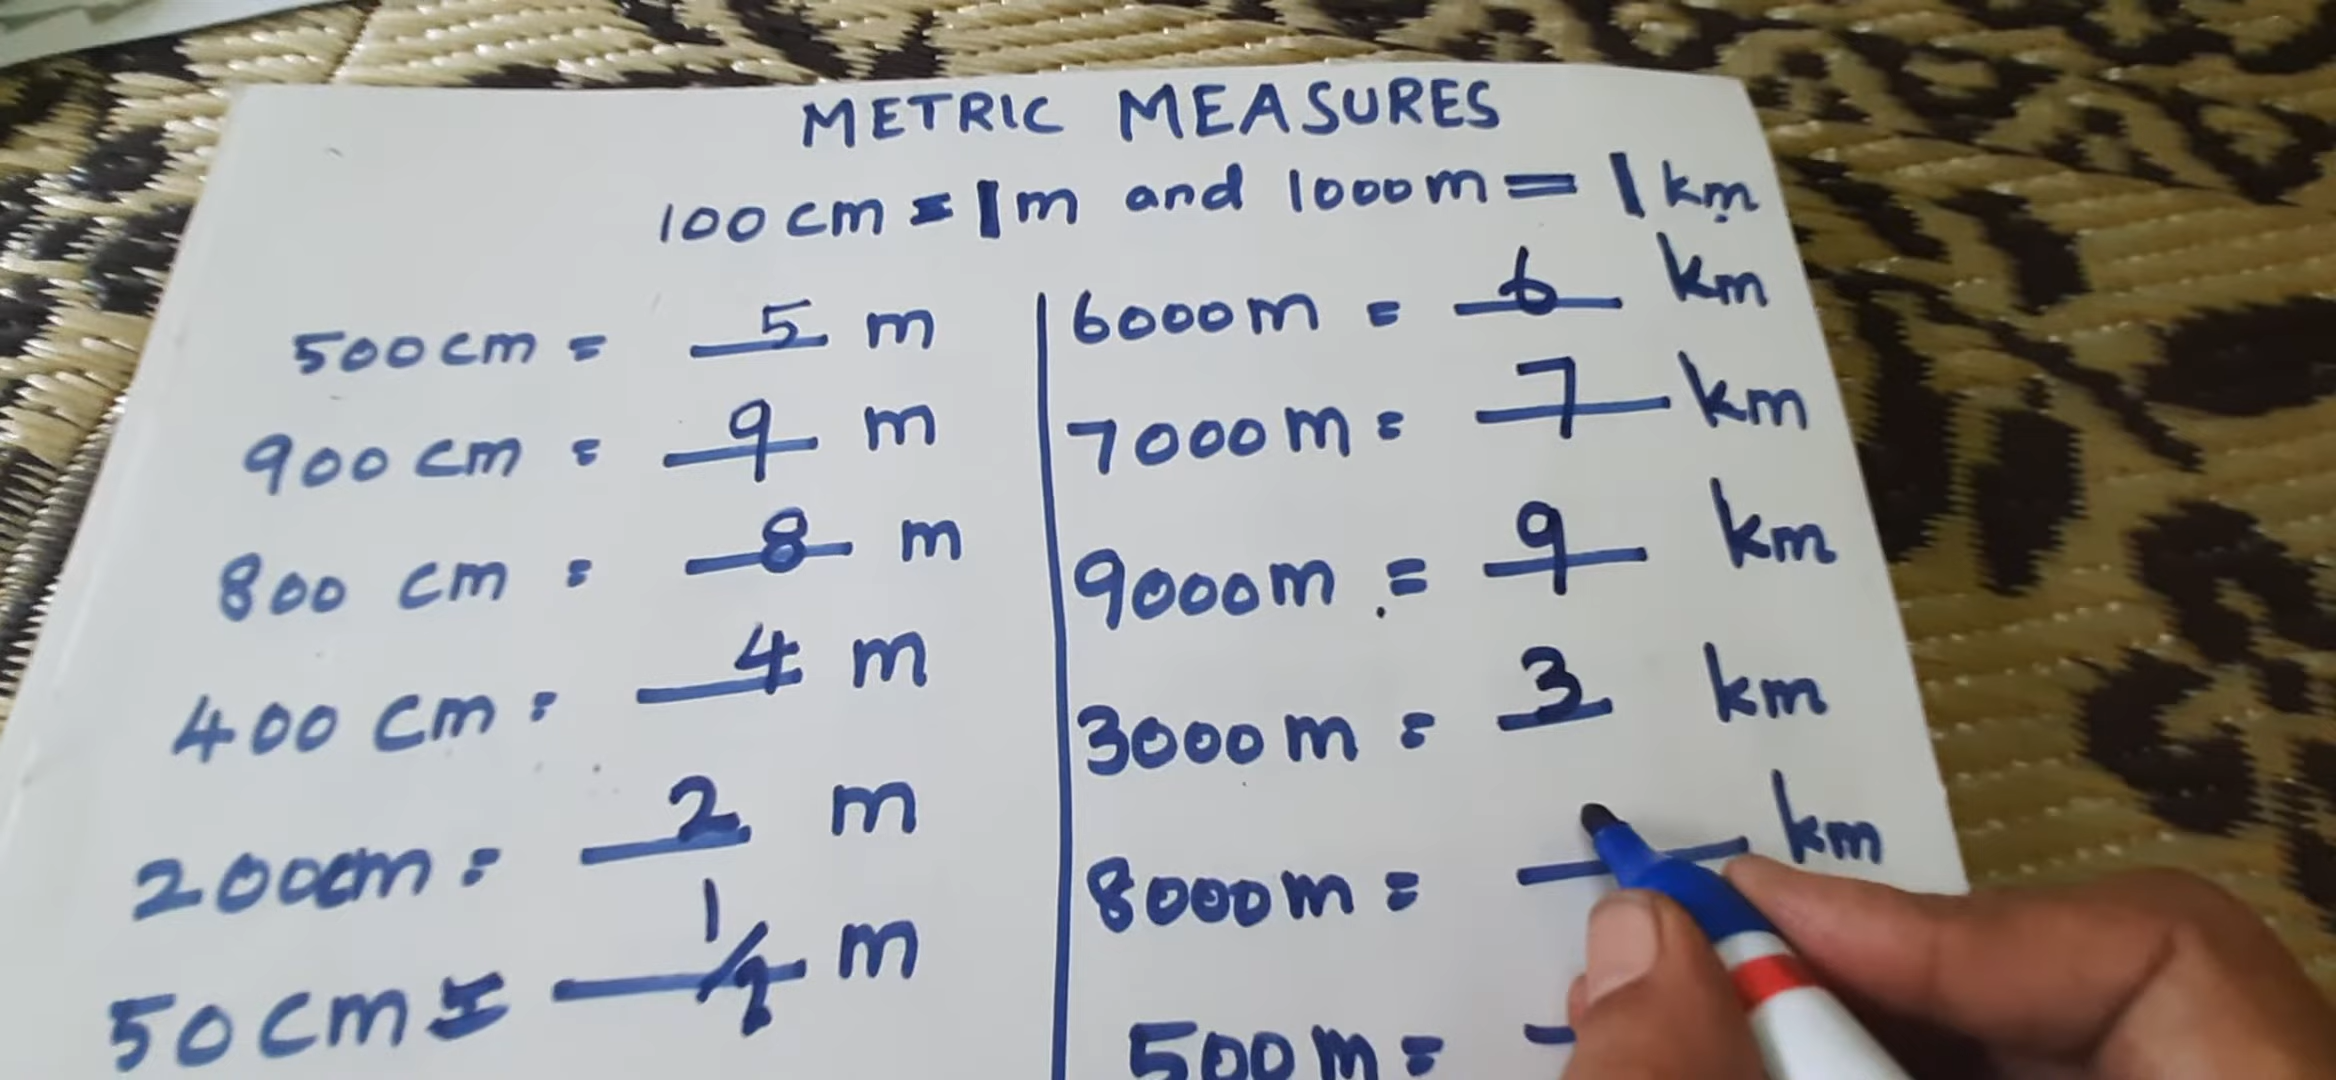 METRIC MEASURES
100 cm = 1 m and 1000 m = 1 km
500 cm = 5 m
900 cm = 9 m
800 cm = 8 m
400 cm = 4 m
200 cm = 2 m
50 cm = 1/2 m
6000 m = 6 km
7000 m = 7 km
9000 m = 9 km
3000 m = 3 km
8000 m = ___ km
500 m =